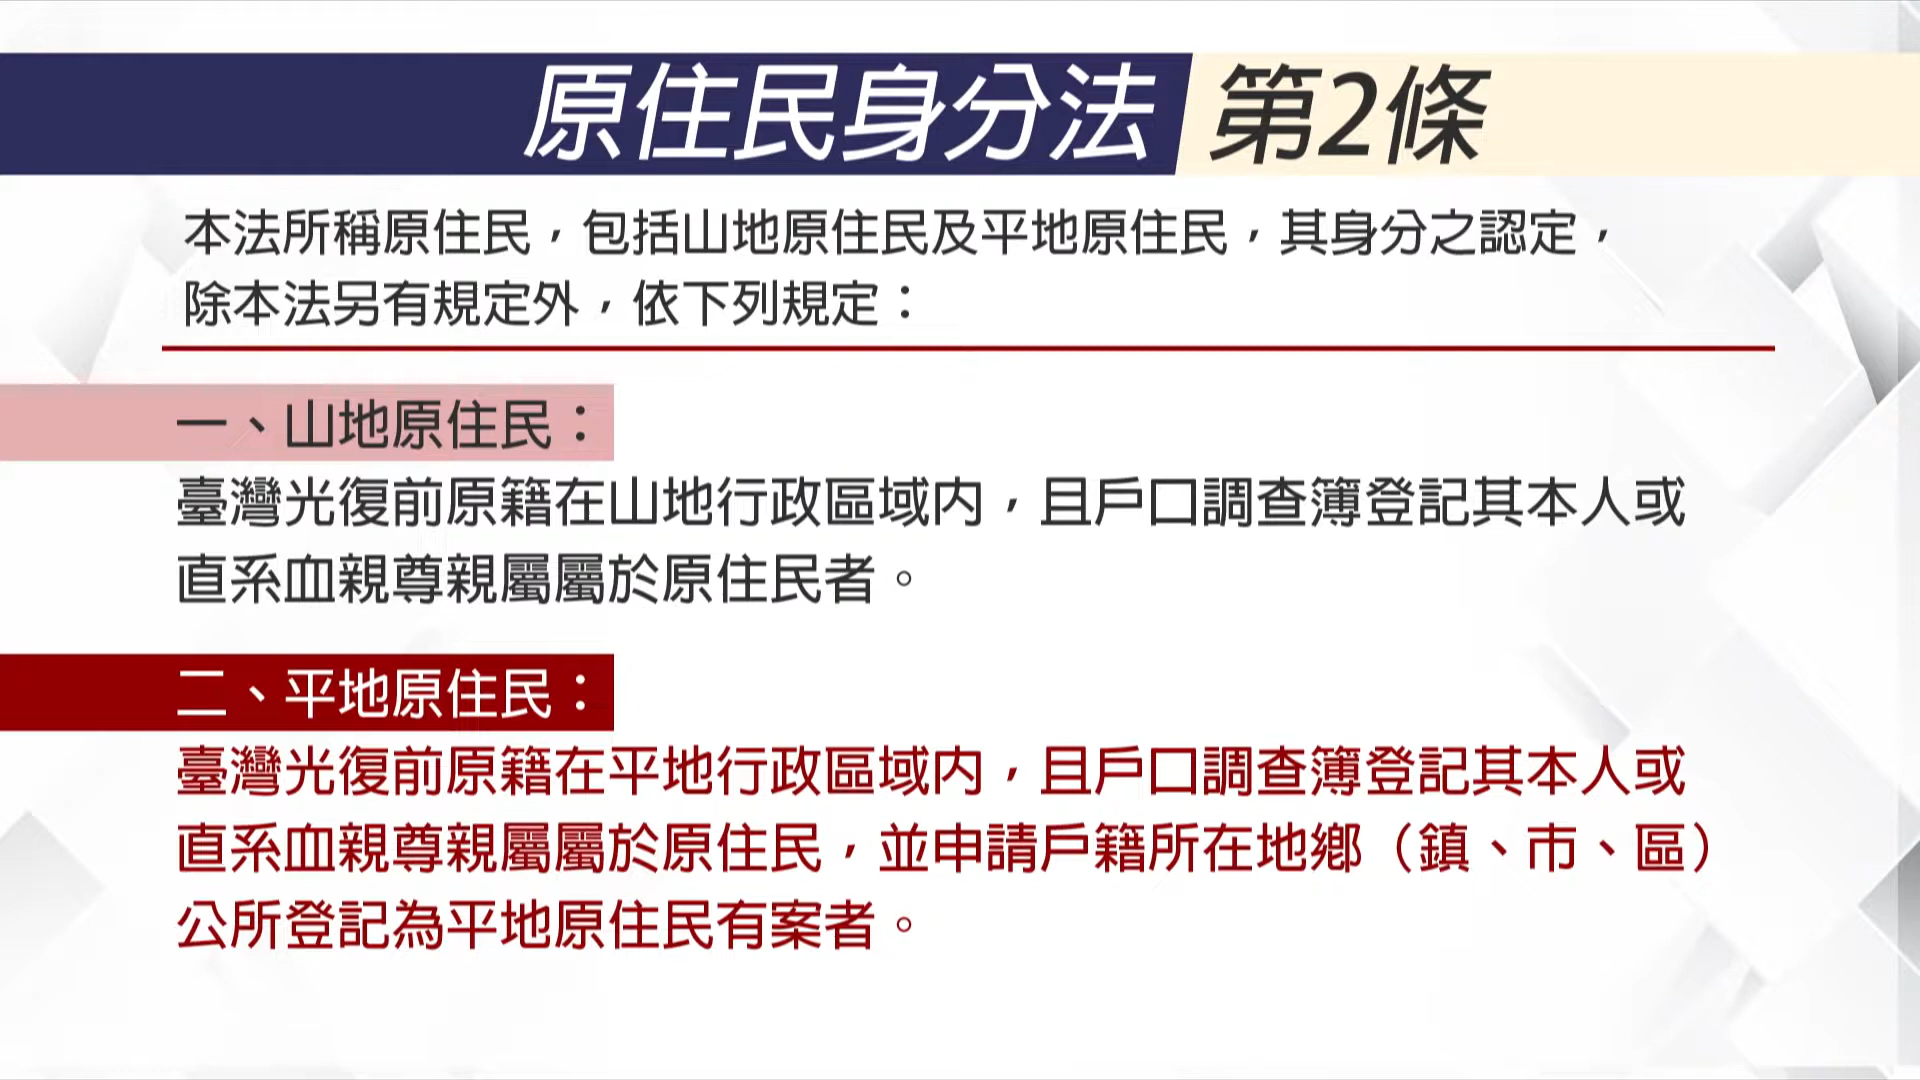 原住民身分法 第2條
本法所稱原住民，包括山地原住民及平地原住民，其身分之認定，
除本法另有規定外，依下列規定：
一、山地原住民：
臺灣光復前原籍在山地行政區域內，且戶口調查簿登記其本人或
直系血親尊親屬屬於原住民者。
二、平地原住民：
臺灣光復前原籍在平地行政區域內，且戶口調查簿登記其本人或
直系血親尊親屬屬於原住民，並申請戶籍所在地鄉（鎮、市、區）
公所登記為平地原住民有案者。